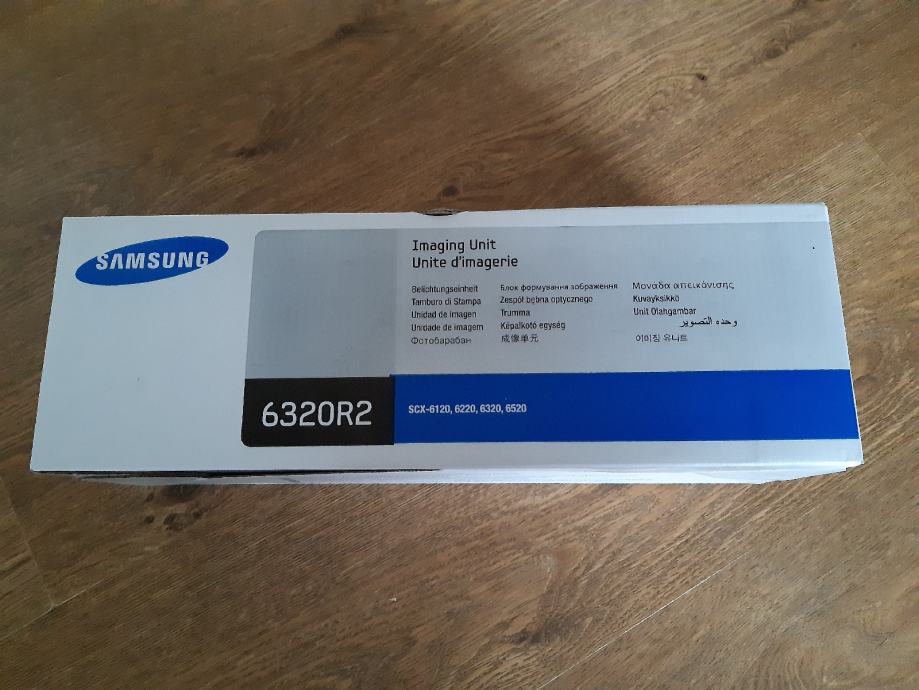 SAMSUNG
Imaging Unit
Unite d'imagerie
Belichtungseinheit
Tamburo di Stampa
Unidad de imagen
Unidade de imagem
Фотобарабан
Блок формування зображення
Zespół bębna optycznego
Trumma
Képalkotó egység
成像单元
Μονάδα απεικόνισης
Kuvayksikkö
Unit Olahgambar
وحده التصوير
이미징 유니트
6320R2
SCX-6120, 6220, 6320, 6520